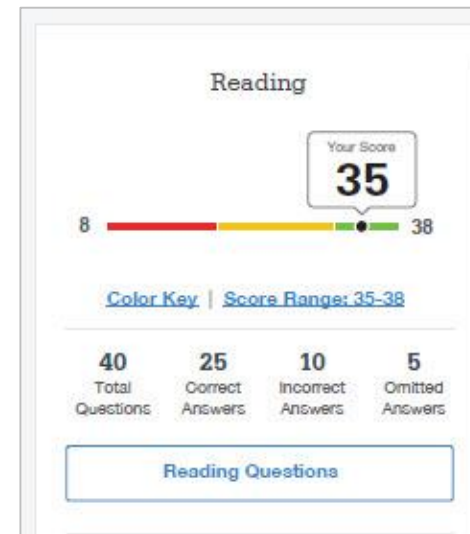 Reading
Your Score
35
8 38
Color Key | Score Range: 35-38
40 25 10 5
Total Correct Incorrect Omitted
Questions Answers Answers Answers
Reading Questions